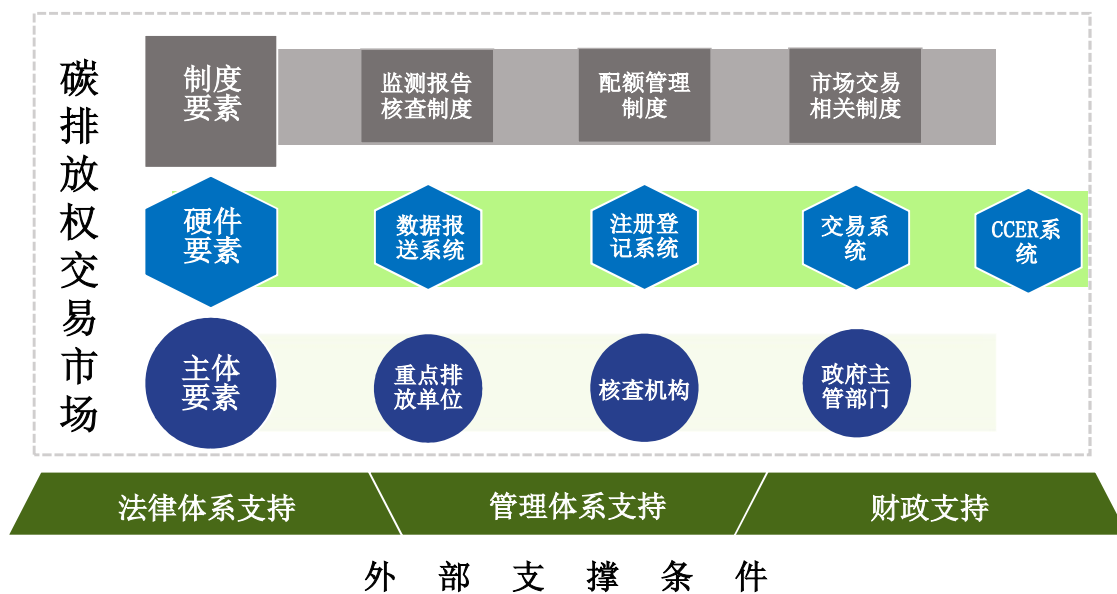 碳排放权交易市场
制度
要素
监测报告
核查制度
配额管理
制度
市场交易
相关制度
硬件
要素
数据报
送系统
注册登
记系统
交易系
统
CCER系
统
主体
要素
重点排
放单位
核查机构
政府主
管部门
法律体系支持
管理体系支持
财政支持
外部支撑条件